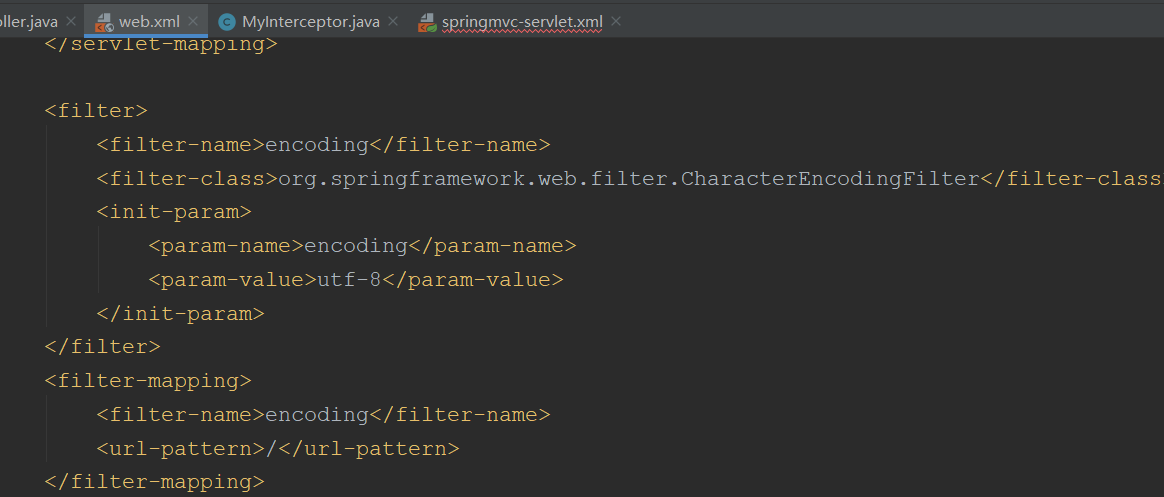 ller.java web.xml MyInterceptor.java springmvc-servlet.xml
</servlet-mapping>
<filter>
<filter-name>encoding</filter-name>
<filter-class>org.springframework.web.filter.CharacterEncodingFilter</filter-class
<init-param>
<param-name>encoding</param-name>
<param-value>utf-8</param-value>
</init-param>
</filter>
<filter-mapping>
<filter-name>encoding</filter-name>
<url-pattern>/</url-pattern>
</filter-mapping>